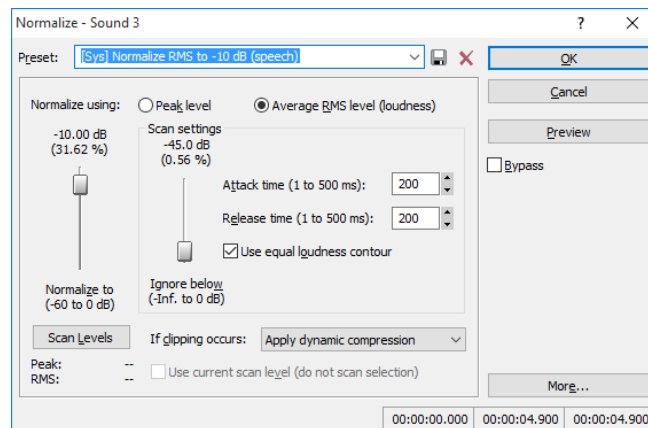 Normalize - Sound 3
? ×
Preset: [Sys] Normalize RMS to -10 dB (speech)
OK
Cancel
Preview
Bypass
Normalize using: Peak level Average RMS level (loudness)
-10.00 dB
(31.62 %)
Scan settings
-45.0 dB
(0.56 %)
Attack time (1 to 500 ms): 200
Release time (1 to 500 ms): 200
Use equal loudness contour
Normalize to
(-60 to 0 dB)
Ignore below
(-Inf. to 0 dB)
Scan Levels
If clipping occurs: Apply dynamic compression
Peak: --
RMS: --
Use current scan level (do not scan selection)
More...
00:00:00.000 00:00:04.900 00:00:04.900